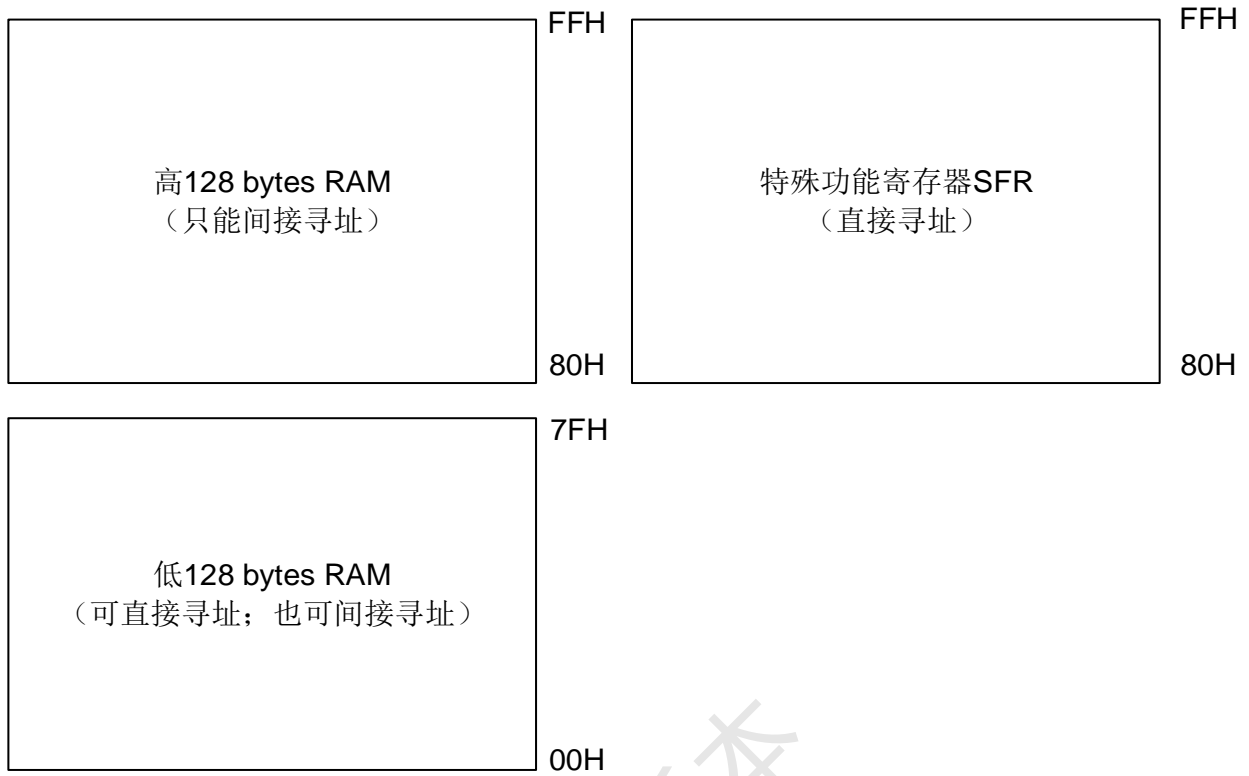 FFH
高128 bytes RAM
（只能间接寻址）
80H
FFH
特殊功能寄存器SFR
（直接寻址）
80H
7FH
低128 bytes RAM
（可直接寻址；也可间接寻址）
00H
本